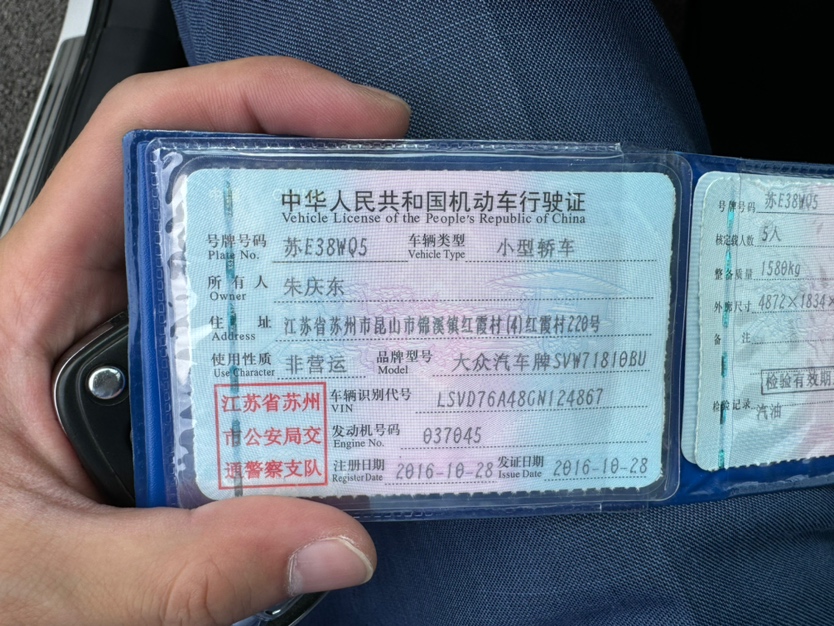 中华人民共和国机动车行驶证
Vehicle License of the People's Republic of China
号牌号码 苏E38WQ5 车辆类型 小型轿车
Plate No. Vehicle Type
所有人 朱庆东
Owner
住址 江苏省苏州市昆山市锦溪镇红霞村(4)红霞村220号
Address
使用性质 非营运 品牌型号 大众汽车牌SVW71810BU
Use Character Model
江苏省苏州
市公安局交
通警察支队
车辆识别代号 LSVD76A48GN124867
VIN
发动机号码 037045
Engine No.
注册日期 2016-10-28 发证日期 2016-10-28
Register Date Issue Date
号牌号码 苏E38WQ5
核定载人数 5人
整备质量 1580kg
外廓尺寸 4872×1834×
备注
检验有效期
检验记录 汽油